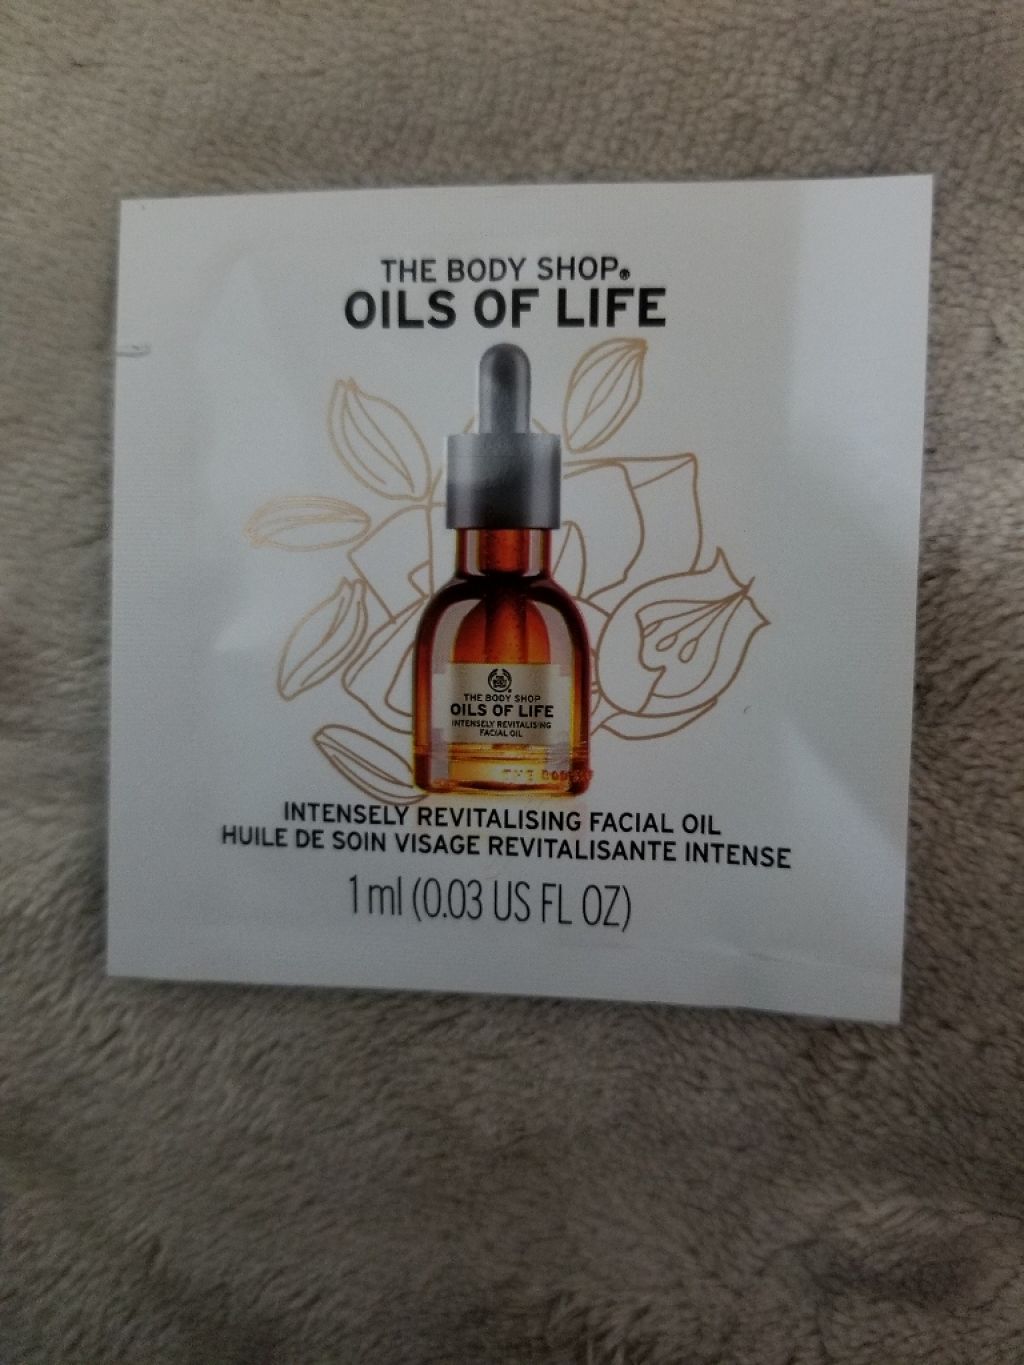 THE BODY SHOP®
OILS OF LIFE
THE BODY SHOP
OILS OF LIFE
INTENSELY REVITALISING
FACIAL OIL
INTENSELY REVITALISING FACIAL OIL
HUILE DE SOIN VISAGE REVITALISANTE INTENSE
1 ml (0.03 US FL OZ)